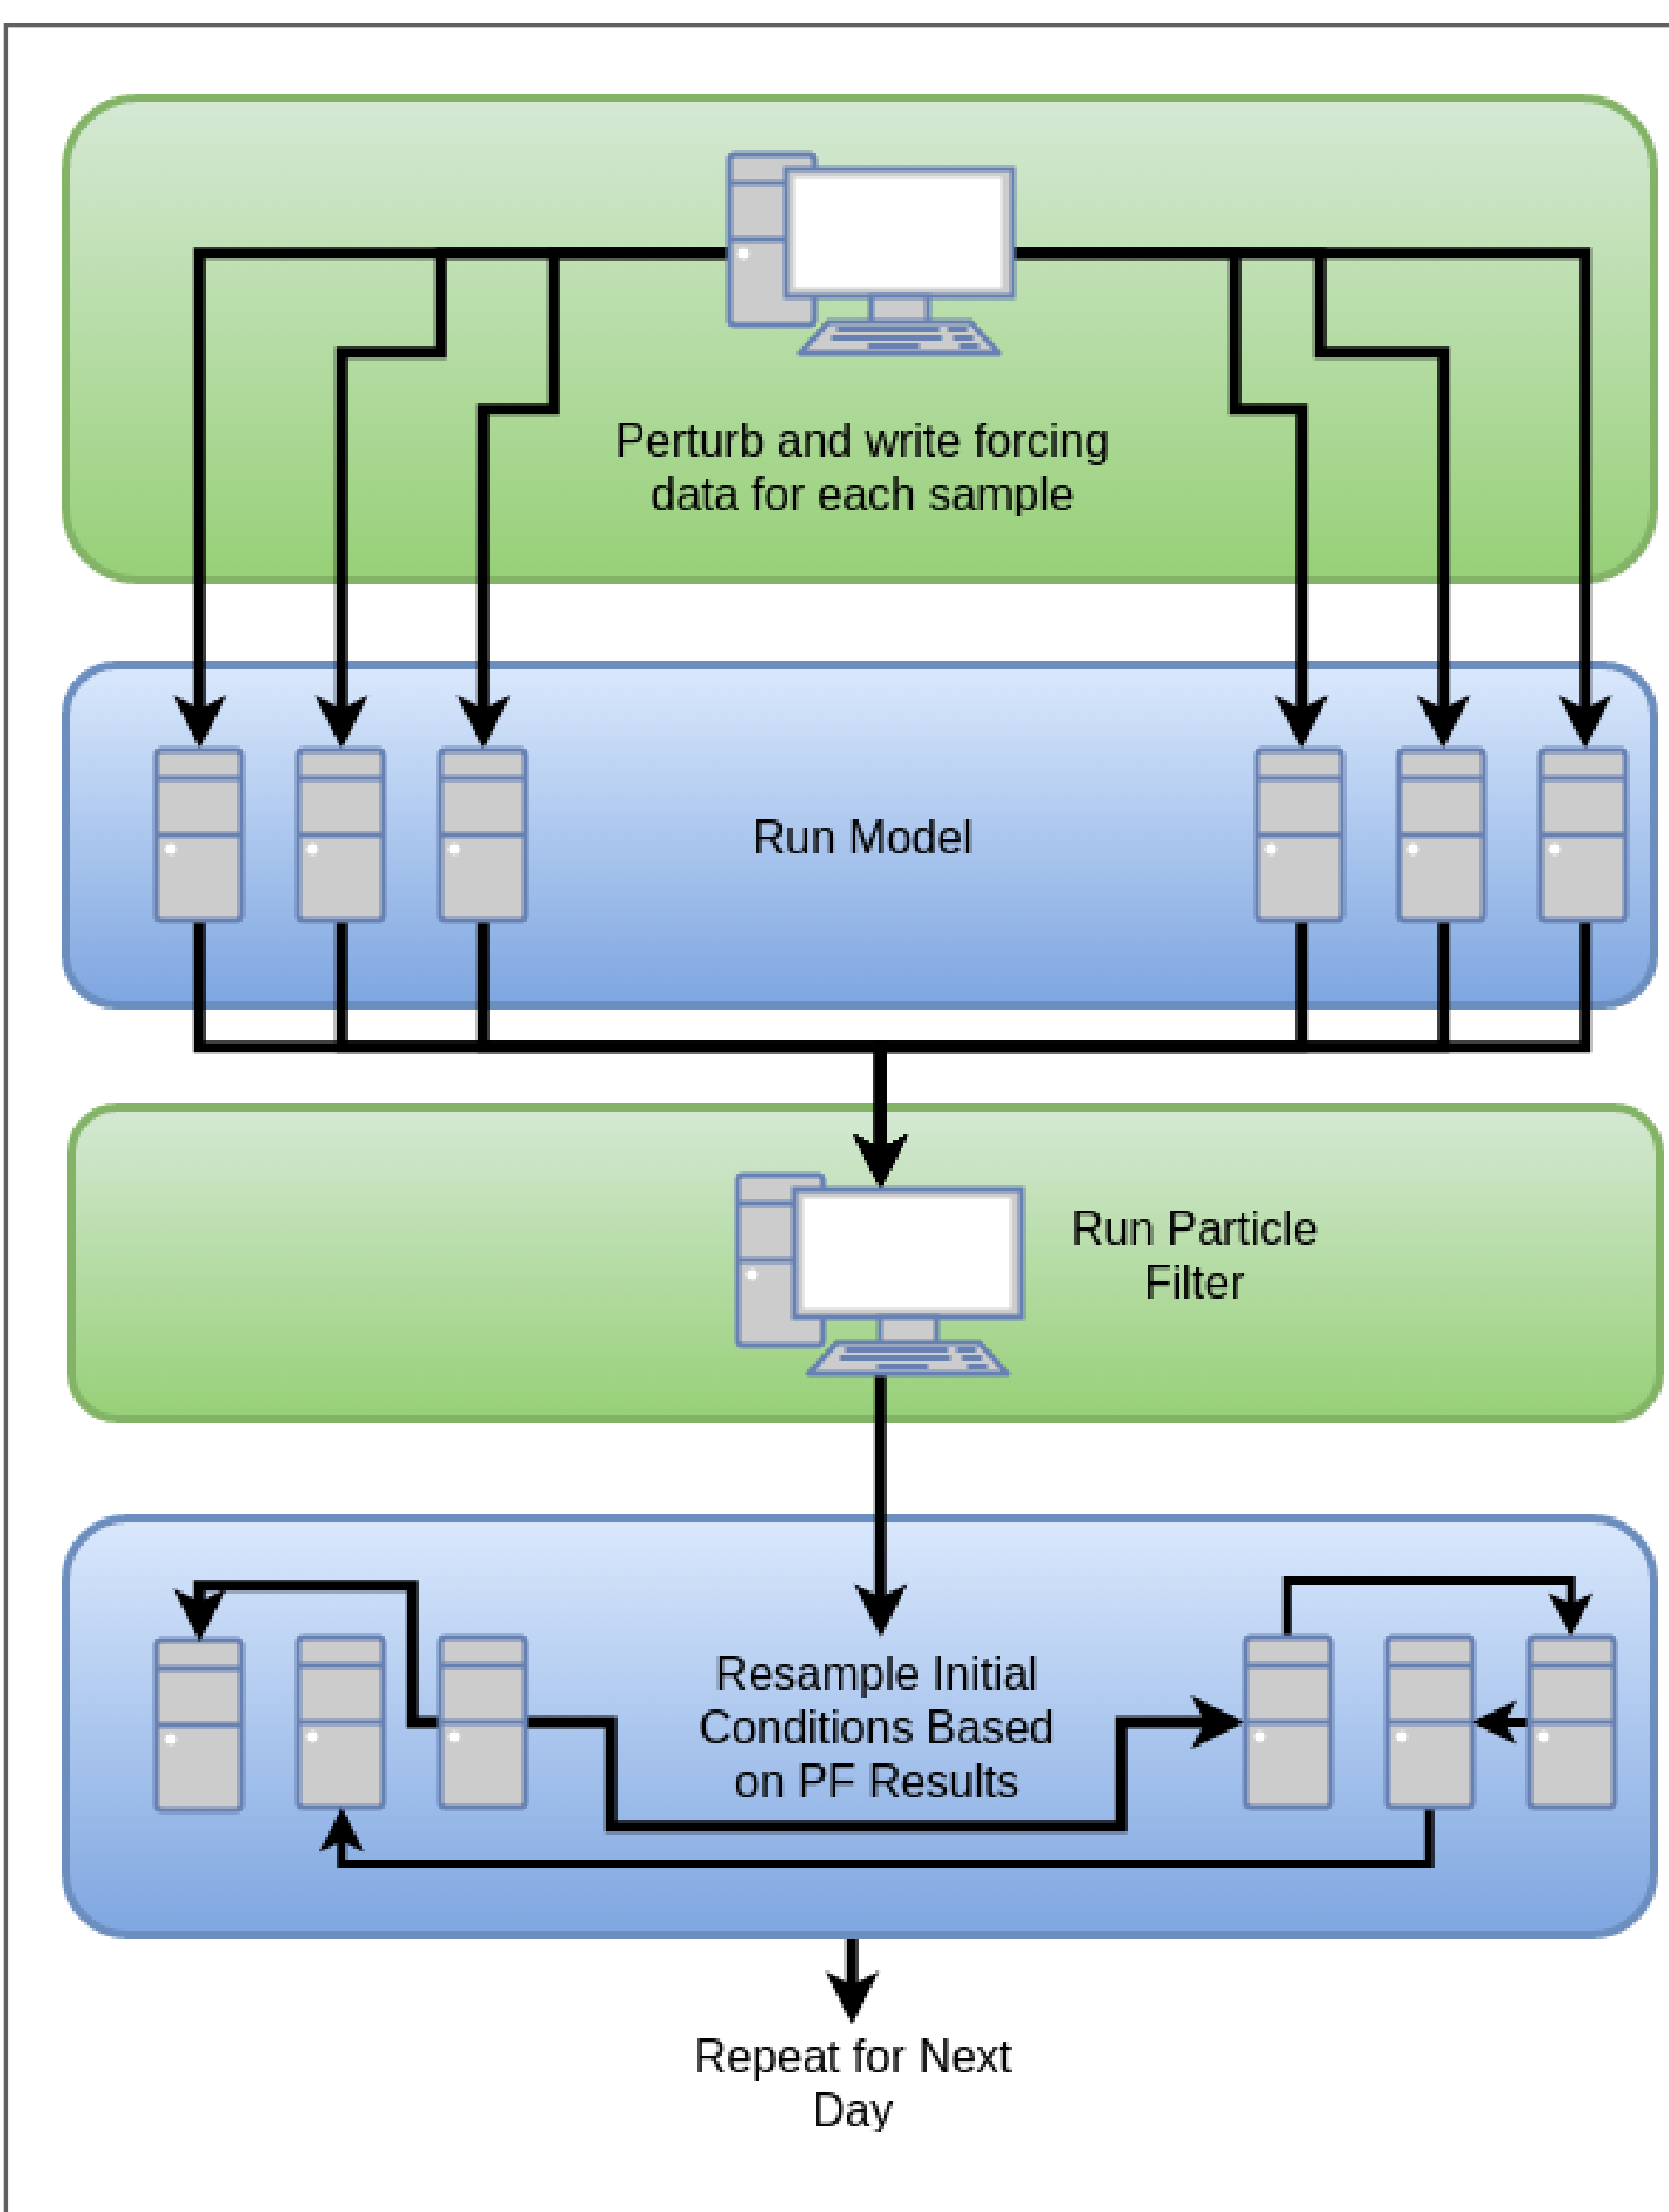 Perturb and write forcing
data for each sample
Run Model
Run Particle
Filter
Resample Initial
Conditions Based
on PF Results
Repeat for Next
Day